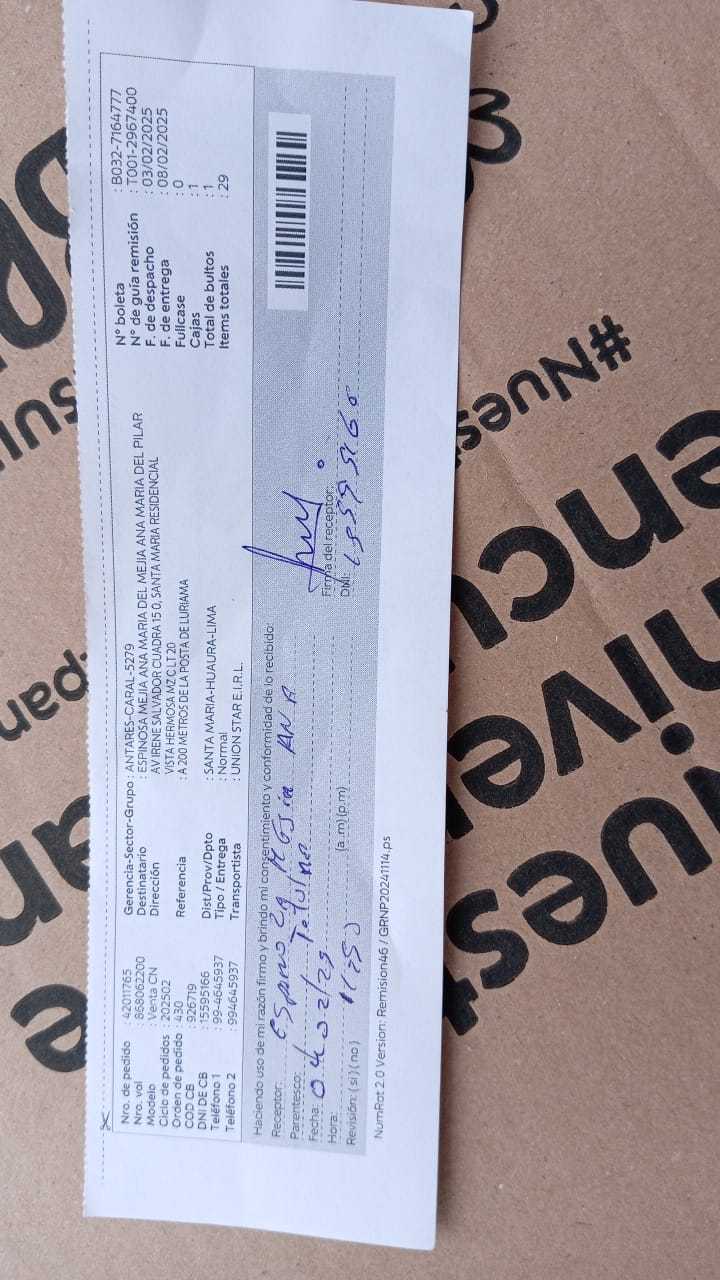 Nro. de pedido : 42011765
Nro. vol : 868062200
Modelo : Venta CN
Ciclo de pedidos : 202502
Orden de pedido : 430
COD CB : 926719
DNI DE CB : 15595166
Teléfono 1 : 99-4645937
Teléfono 2 : 994645937
Gerencia-Sector-Grupo : ANTARES-CARAL-5279
Destinatario : ESPINOSA MEJIA ANA MARIA DEL MEJIA ANA MARIA DEL PILAR
Dirección : AV IRENE SALVADOR CUADRA 15 0, SANTA MARIA RESIDENCIAL
VISTA HERMOSA MZ C LT 20
Referencia : A 200 METROS DE LA POSTA DE LURIAMA
Dist/Prov/Dpto : SANTA MARIA-HUAURA-LIMA
Tipo / Entrega : Normal
Transportista : UNION STAR E.I.R.L.
N° boleta : B032-7164777
N° de guía remisión : T001-2967400
F. de despacho : 03/02/2025
F. de entrega : 08/02/2025
Fullcase : 0
Cajas : 1
Total de bultos : 1
Items totales : 29
Haciendo uso de mi razón firmo y brindo mi consentimiento y conformidad de lo recibido:
Receptor: Mejia ANA
Parentesco: Titular
Fecha: 04/02/25
Hora: (a .m) (p.m)
Revisión: ( si ) ( no )
Firma del receptor:
DNI:
NumRot 2.0 Version: Remision46 / GRNP20241114.ps
#Nues